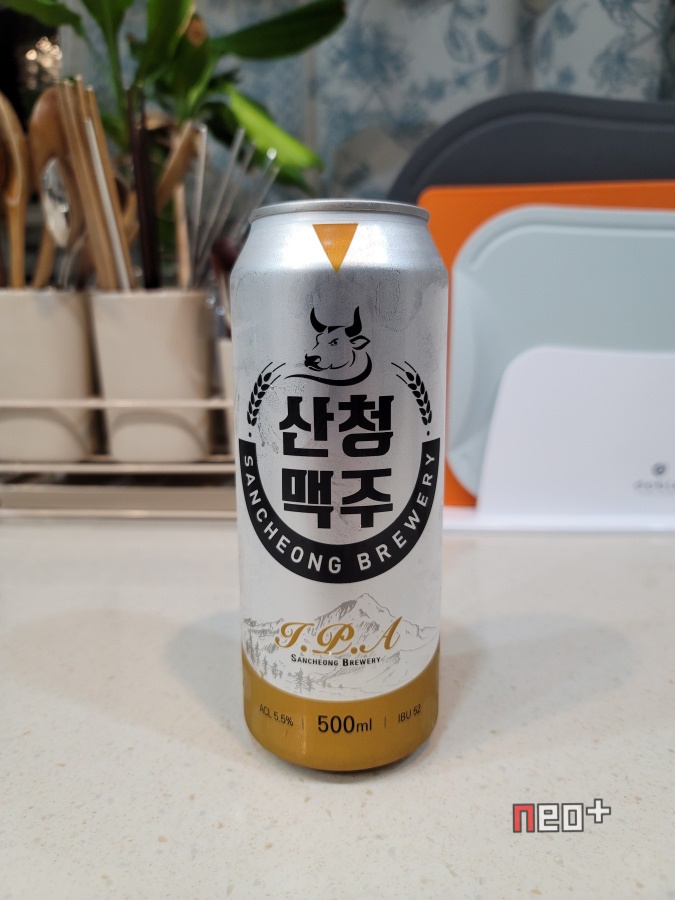 산청
맥주
SANCHEONG BREWERY
I.P.A
SANCHEONG BREWERY
ACL 5.5% | 500ml | IBU 52
neo+